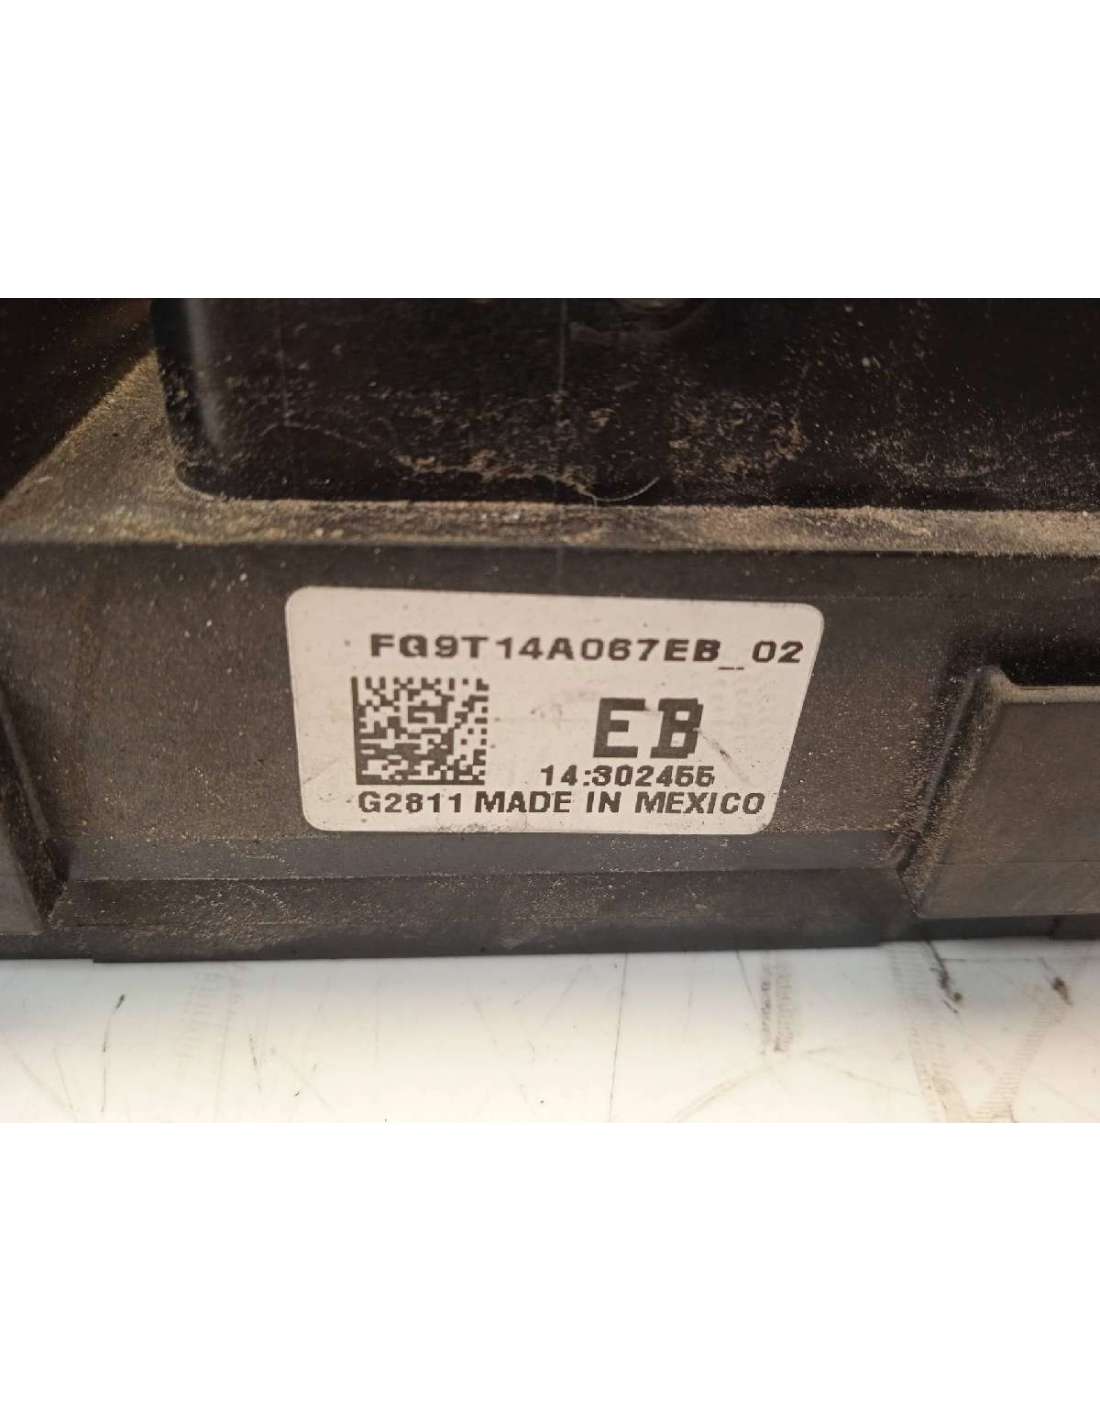 FG9T14A067EB_02
EB
14:302455
G2811 MADE IN MEXICO